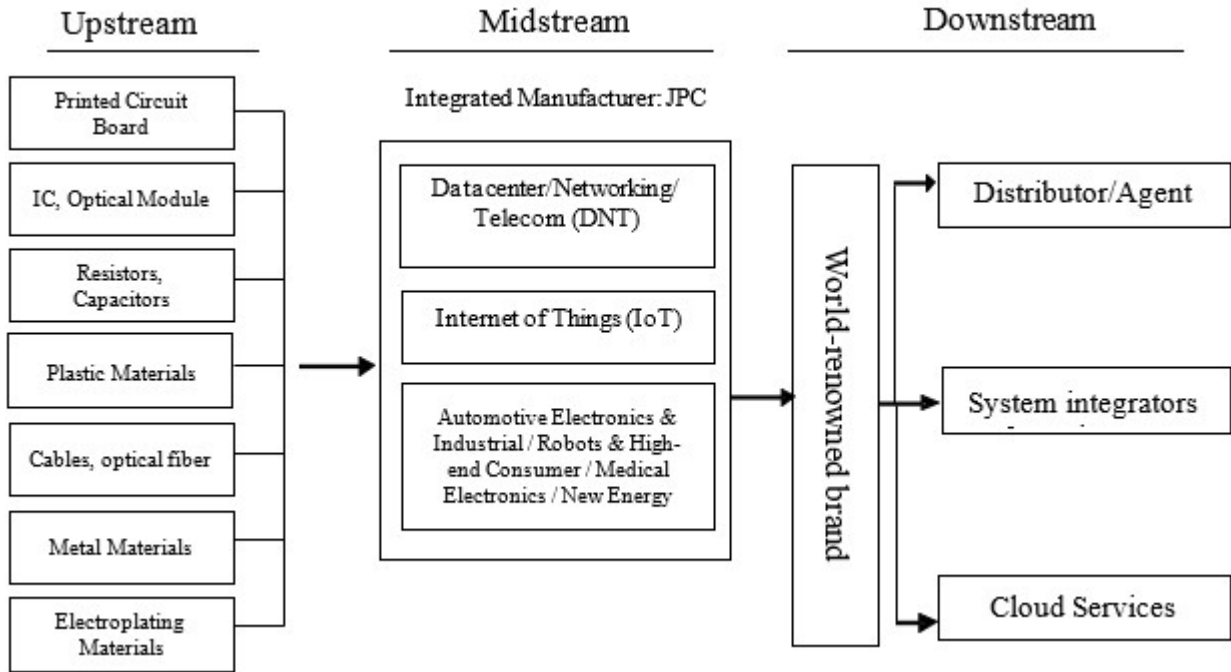 Upstream
Midstream
Downstream
Printed Circuit
Board
IC, Optical Module
Resistors,
Capacitors
Plastic Materials
Cables, optical fiber
Metal Materials
Electroplating
Materials
Integrated Manufacturer: JPC
Datacenter/Networking/
Telecom (DNT)
Internet of Things (IoT)
Automotive Electronics &
Industrial / Robots & High-
end Consumer / Medical
Electronics / New Energy
World-renowned brand
Distributor/Agent
System integrators
Cloud Services